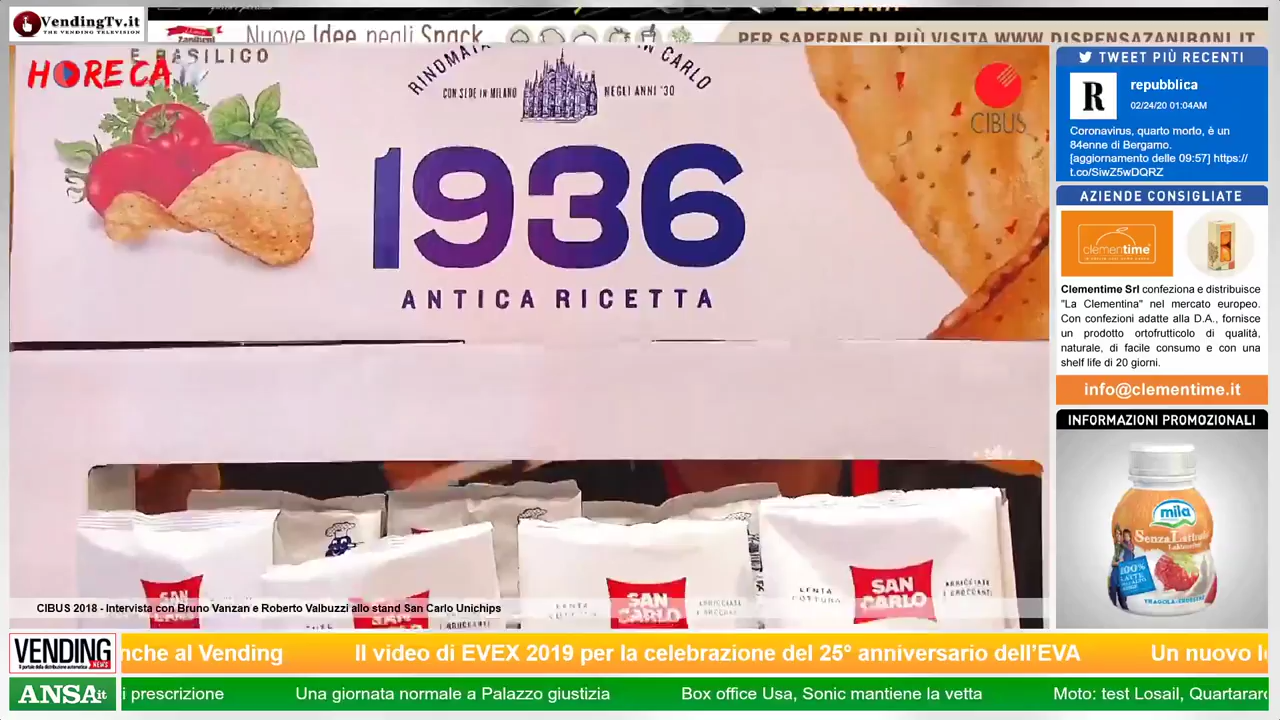 VendingTv.it
THE VENDING TELEVISION
Nuove Idee negli Snack
PER SAPERNE DI PIÙ VISITA WWW.DISPENSAZANIBONI.IT
E BASILICO
HORECA TV
CON SEDE IN MILANO
NEGLI ANNI '30
CIBUS
1936
ANTICA RICETTA
LENTA
COTTURA
SAN
CARLO
SAN
CARLO
CIBUS 2018 - Intervista con Bruno Vanzan e Roberto Valbuzzi allo stand San Carlo Unichips
TWEET PIÙ RECENTI
R
repubblica
02/24/20 01:04AM
Coronavirus, quarto morto, è un
84enne di Bergamo.
[aggiornamento delle 09:57] https://
t.co/SiwZ5wDQRZ
AZIENDE CONSIGLIATE
clementime
Clementime Srl confeziona e distribuisce
"La Clementina" nel mercato europeo.
Con confezioni adatte alla D.A., fornisce
un prodotto ortofrutticolo di qualità,
naturale, di facile consumo e con una
shelf life di 20 giorni.
info@clementime.it
INFORMAZIONI PROMOZIONALI
mila
100%
LATTE
VENDING
NEWS
nche al Vending Il video di EVEX 2019 per la celebrazione del 25° anniversario dell'EVA Un nuovo
ANSA.it
i prescrizione Una giornata normale a Palazzo giustizia Box office Usa, Sonic mantiene la vetta Moto: test Losail, Quartararo